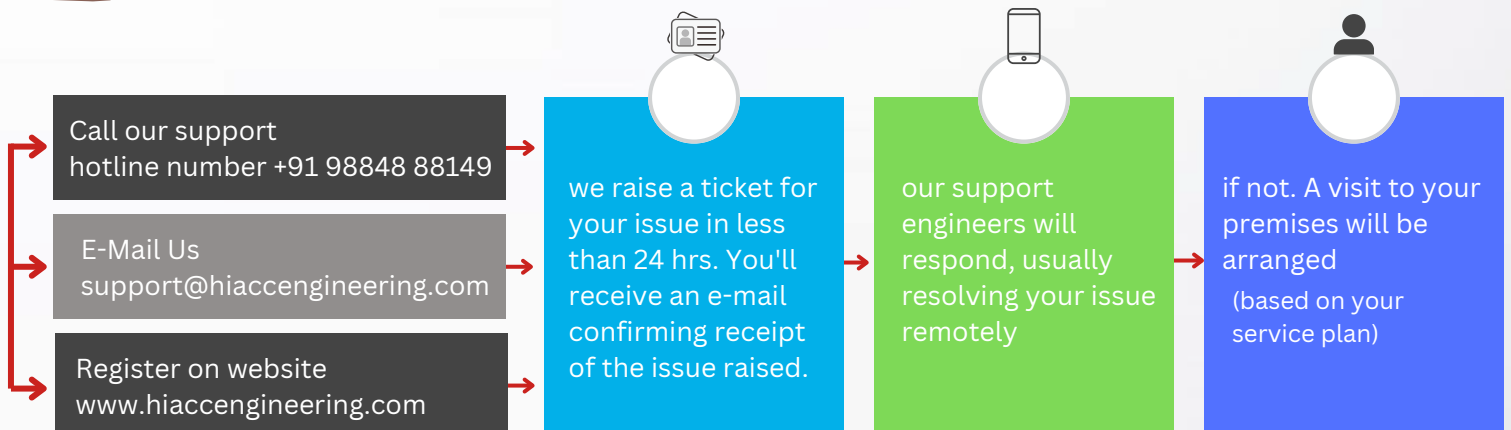 Call our support
hotline number +91 98848 88149
E-Mail Us
support@hiaccengineering.com
Register on website
www.hiaccengineering.com
we raise a ticket for
your issue in less
than 24 hrs. You'll
receive an e-mail
confirming receipt
of the issue raised.
our support
engineers will
respond, usually
resolving your issue
remotely
if not. A visit to your
premises will be
arranged
(based on your
service plan)